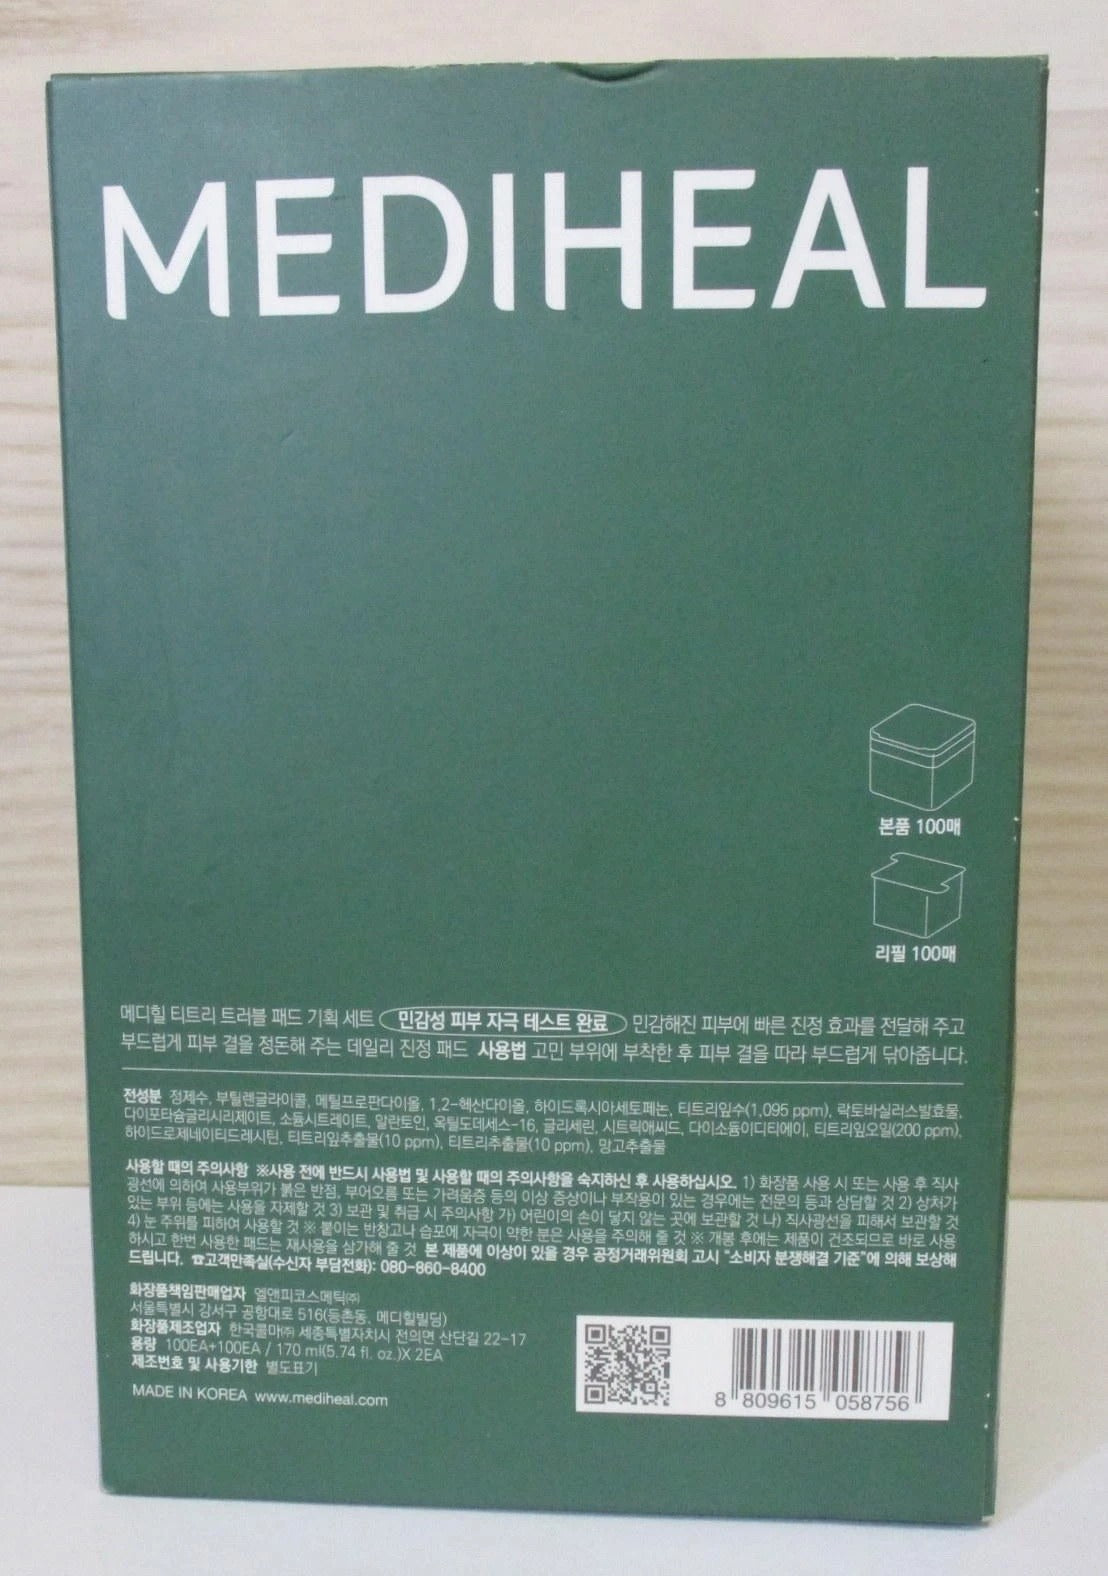 MEDIHEAL
본품 100매
리필 100매
메디힐 티트리 트러블 패드 기획 세트 민감성 피부 자극 테스트 완료 민감해진 피부에 빠른 진정 효과를 전달해 주고
부드럽게 피부 결을 정돈해 주는 데일리 진정 패드 사용법 고민 부위에 부착한 후 피부 결을 따라 부드럽게 닦아줍니다.
전성분 정제수, 부틸렌글라이콜, 메틸프로판다이올, 1,2-헥산다이올, 하이드록시아세토페논, 티트리잎수(1,095 ppm), 락토바실러스발효물,
다이포타슘글리시리제이트, 소듐시트레이트, 알란토인, 옥틸도데세스-16, 글리세린, 시트릭애씨드, 다이소듐이디티에이, 티트리잎오일(200 ppm),
하이드로제네이티드레시틴, 티트리잎추출물(10 ppm), 티트리추출물(10 ppm), 망고추출물
사용할 때의 주의사항 ※사용 전에 반드시 사용법 및 사용할 때의 주의사항을 숙지하신 후 사용하십시오. 1) 화장품 사용 시 또는 사용 후 직사
광선에 의하여 사용부위가 붉은 반점, 부어오름 또는 가려움증 등의 이상 증상이나 부작용이 있는 경우에는 전문의 등과 상담할 것 2) 상처가
있는 부위 등에는 사용을 자제할 것 3) 보관 및 취급 시 주의사항 가) 어린이의 손이 닿지 않는 곳에 보관할 것 나) 직사광선을 피해서 보관할 것
4) 눈 주위를 피하여 사용할 것 ※ 붙이는 반창고나 습포에 자극이 약한 분은 사용을 주의해 줄 것 ※ 개봉 후에는 제품이 건조되므로 바로 사용
하시고 한번 사용한 패드는 재사용을 삼가해 줄 것 본 제품에 이상이 있을 경우 공정거래위원회 고시 "소비자 분쟁해결 기준"에 의해 보상해
드립니다. ☎고객만족실(수신자 부담전화): 080-860-8400
화장품책임판매업자 엘앤피코스메틱㈜
서울특별시 강서구 공항대로 516(등촌동, 메디힐빌딩)
화장품제조업자 한국콜마㈜ 세종특별자치시 전의면 산단길 22-17
용량 100EA+100EA / 170 ml(5.74 fl. oz.)X 2EA
제조번호 및 사용기한 별도표기
MADE IN KOREA www.mediheal.com
8 809615 058756